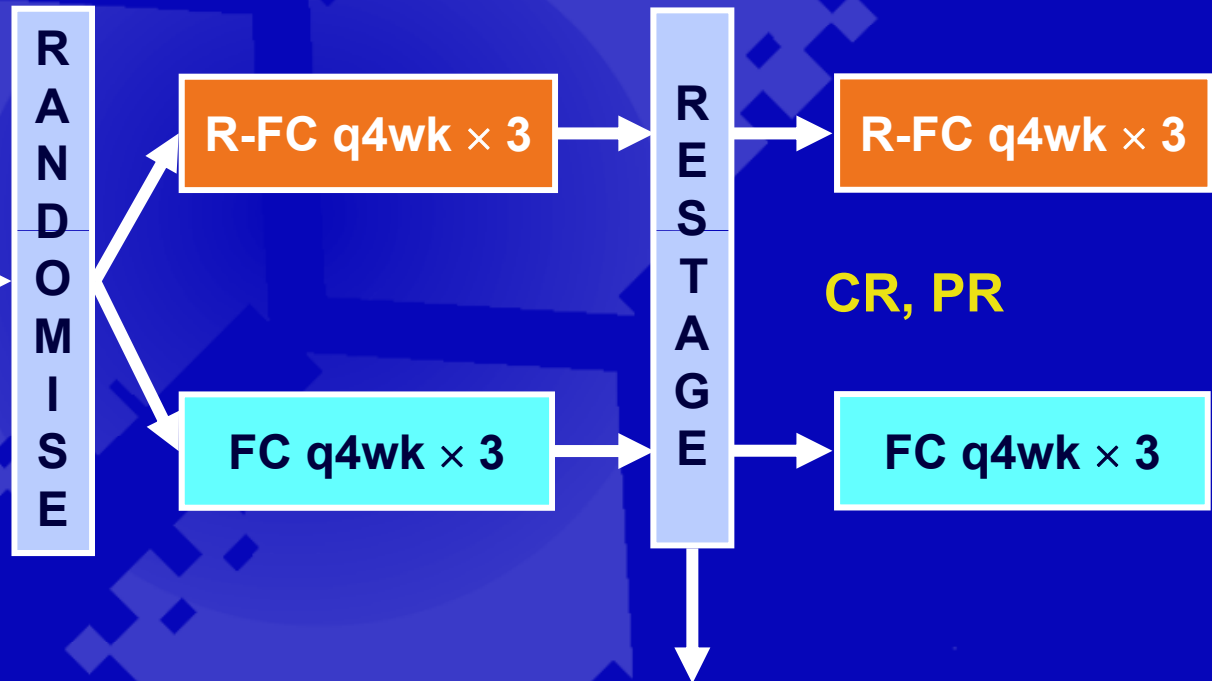 RANDOMISE
R-FC q4wk × 3
FC q4wk × 3
RESTAGE
R-FC q4wk × 3
CR, PR
FC q4wk × 3